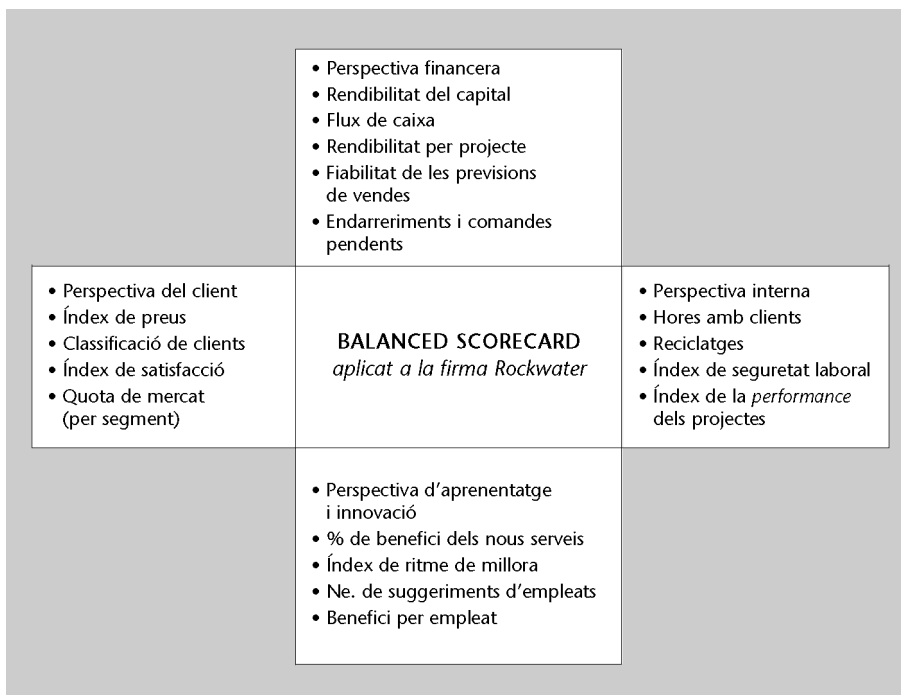 • Perspectiva financera
• Rendibilitat del capital
• Flux de caixa
• Rendibilitat per projecte
• Fiabilitat de les previsions
de vendes
• Endarreriments i comandes
pendents
• Perspectiva del client
• Índex de preus
• Classificació de clients
• Índex de satisfacció
• Quota de mercat
(per segment)
BALANCED SCORECARD
aplicat a la firma Rockwater
• Perspectiva interna
• Hores amb clients
• Reciclatges
• Índex de seguretat laboral
• Índex de la performance
dels projectes
• Perspectiva d’aprenentatge
i innovació
• % de benefici dels nous serveis
• Índex de ritme de millora
• Ne. de suggeriments d’empleats
• Benefici per empleat